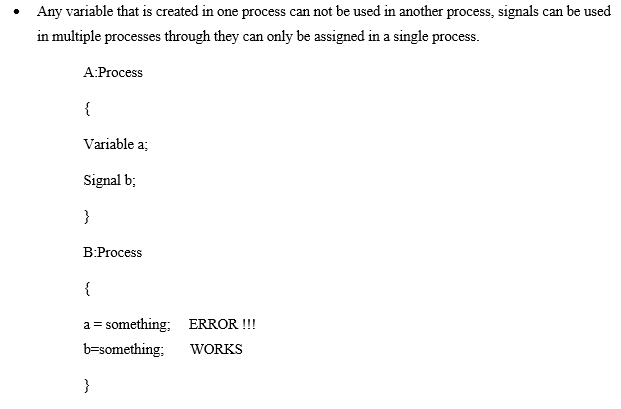 • Any variable that is created in one process can not be used in another process, signals can be used
in multiple processes through they can only be assigned in a single process.
A:Process
{
Variable a;
Signal b;
}
B:Process
{
a = something; ERROR !!!
b=something; WORKS
}